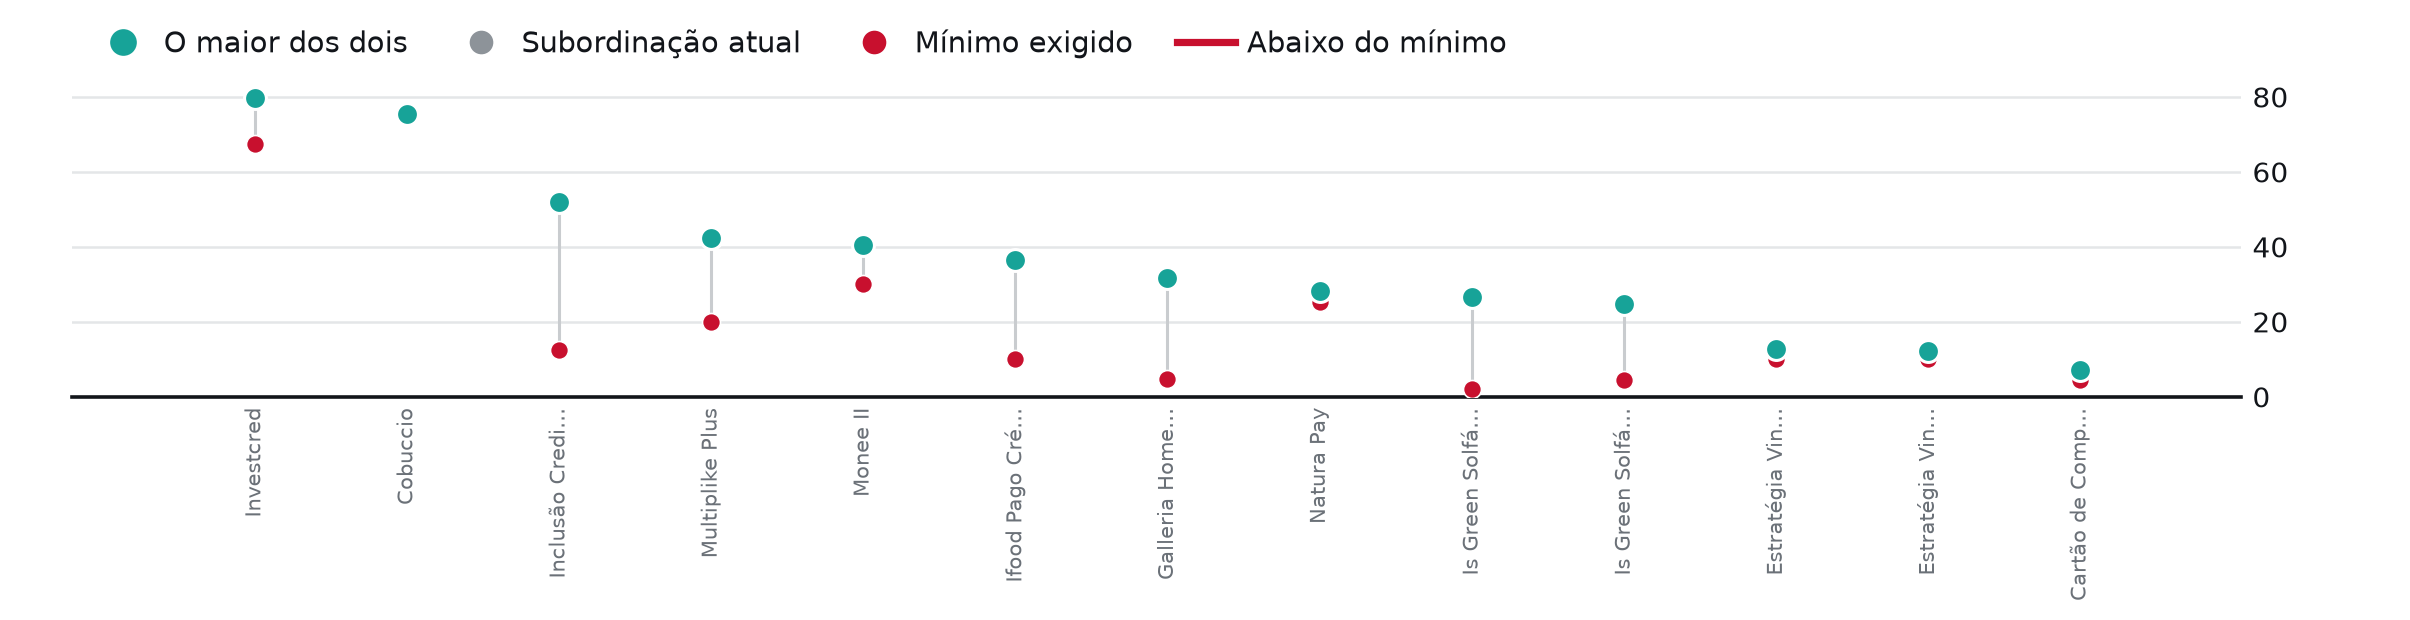 O maior dos dois
Subordinação atual
Mínimo exigido
Abaixo do mínimo
80
60
40
20
0
Investcred
Cobuccio
Inclusão Credi...
Multiplike Plus
Monee II
Ifood Pago Cré...
Galleria Home...
Natura Pay
Is Green Solfá...
Is Green Solfá...
Estratégia Vin...
Estratégia Vin...
Cartão de Comp...